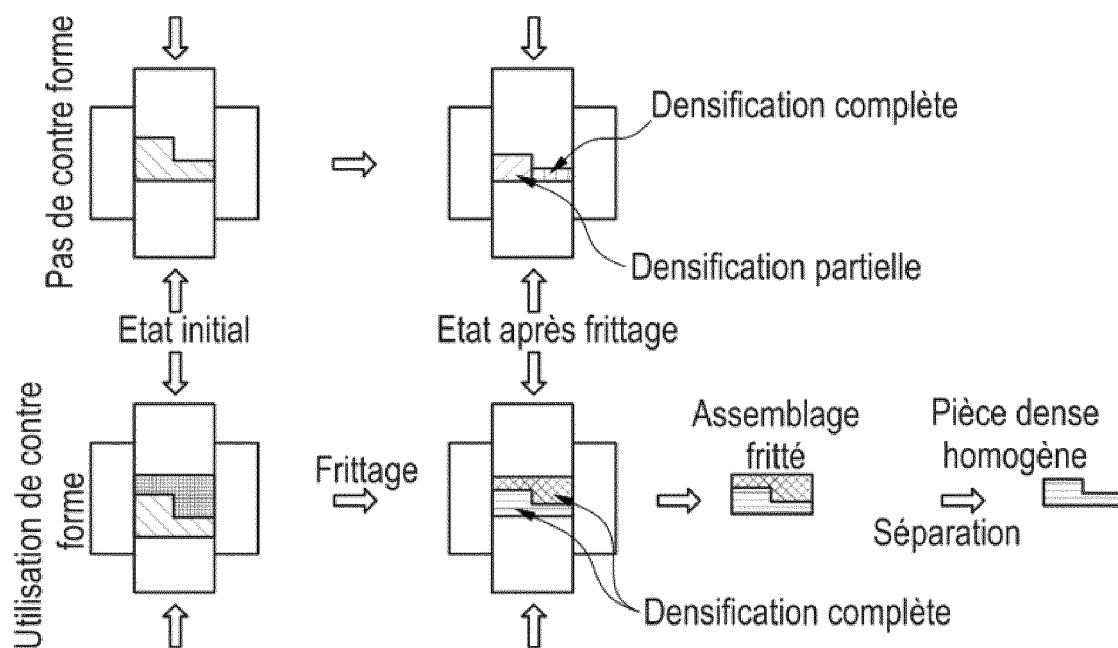 Pas de contre forme
Densification complète
Densification partielle
Etat initial
Etat après frittage
Utilisation de contre
forme
Frittage
Assemblage
fritté
Séparation
Pièce dense
homogène
Densification complète